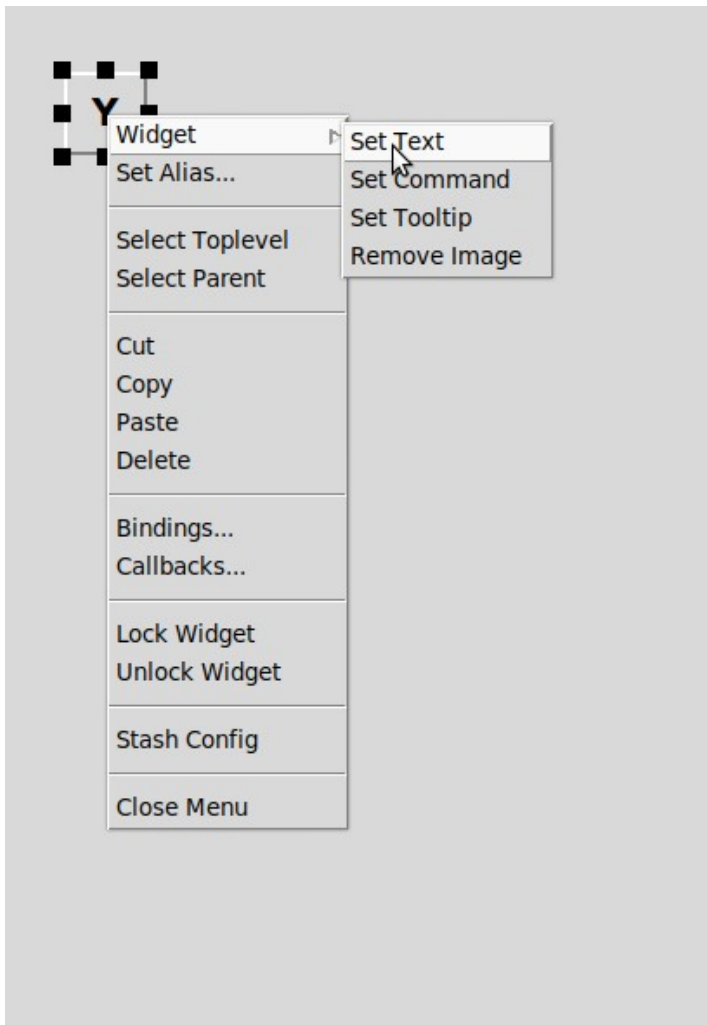 Y
Widget
Set Alias...
Select Toplevel
Select Parent
Cut
Copy
Paste
Delete
Bindings...
Callbacks...
Lock Widget
Unlock Widget
Stash Config
Close Menu
Set Text
Set Command
Set Tooltip
Remove Image